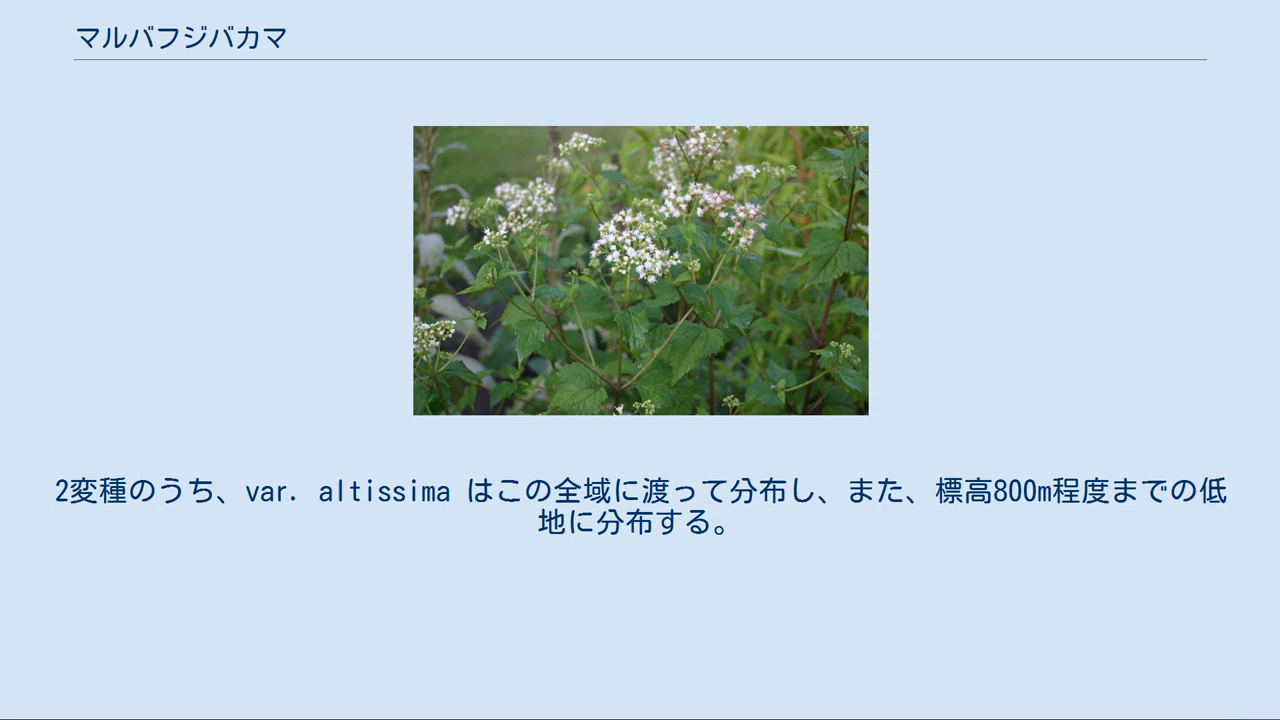 マルバフジバカマ
2変種のうち、var. altissima はこの全域に渡って分布し、また、標高800m程度までの低
地に分布する。